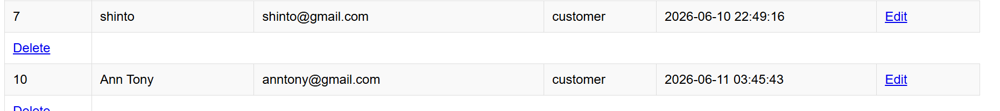 7 shinto shinto@gmail.com customer 2026-06-10 22:49:16 Edit
Delete
10 Ann Tony anntony@gmail.com customer 2026-06-11 03:45:43 Edit
Delete